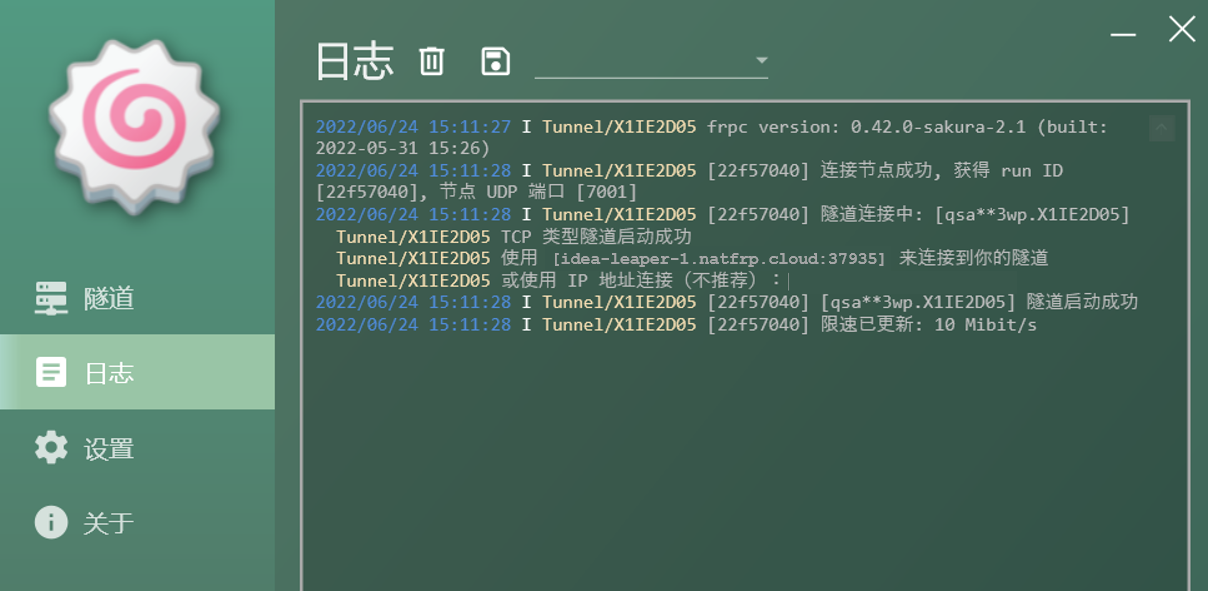 日志
2022/06/24 15:11:27 I Tunnel/X1IE2D05 frpc version: 0.42.0-sakura-2.1 (built:
2022-05-31 15:26)
2022/06/24 15:11:28 I Tunnel/X1IE2D05 [22f57040] 连接节点成功, 获得 run ID
[22f57040], 节点 UDP 端口 [7001]
2022/06/24 15:11:28 I Tunnel/X1IE2D05 [22f57040] 隧道连接中: [qsa**3wp.X1IE2D05]
Tunnel/X1IE2D05 TCP 类型隧道启动成功
Tunnel/X1IE2D05 使用 [idea-leaper-1.natfrp.cloud:37935] 来连接到你的隧道
Tunnel/X1IE2D05 或使用 IP 地址连接（不推荐）：
2022/06/24 15:11:28 I Tunnel/X1IE2D05 [22f57040] [qsa**3wp.X1IE2D05] 隧道启动成功
2022/06/24 15:11:28 I Tunnel/X1IE2D05 [22f57040] 限速已更新: 10 Mibit/s
隧道
日志
设置
关于